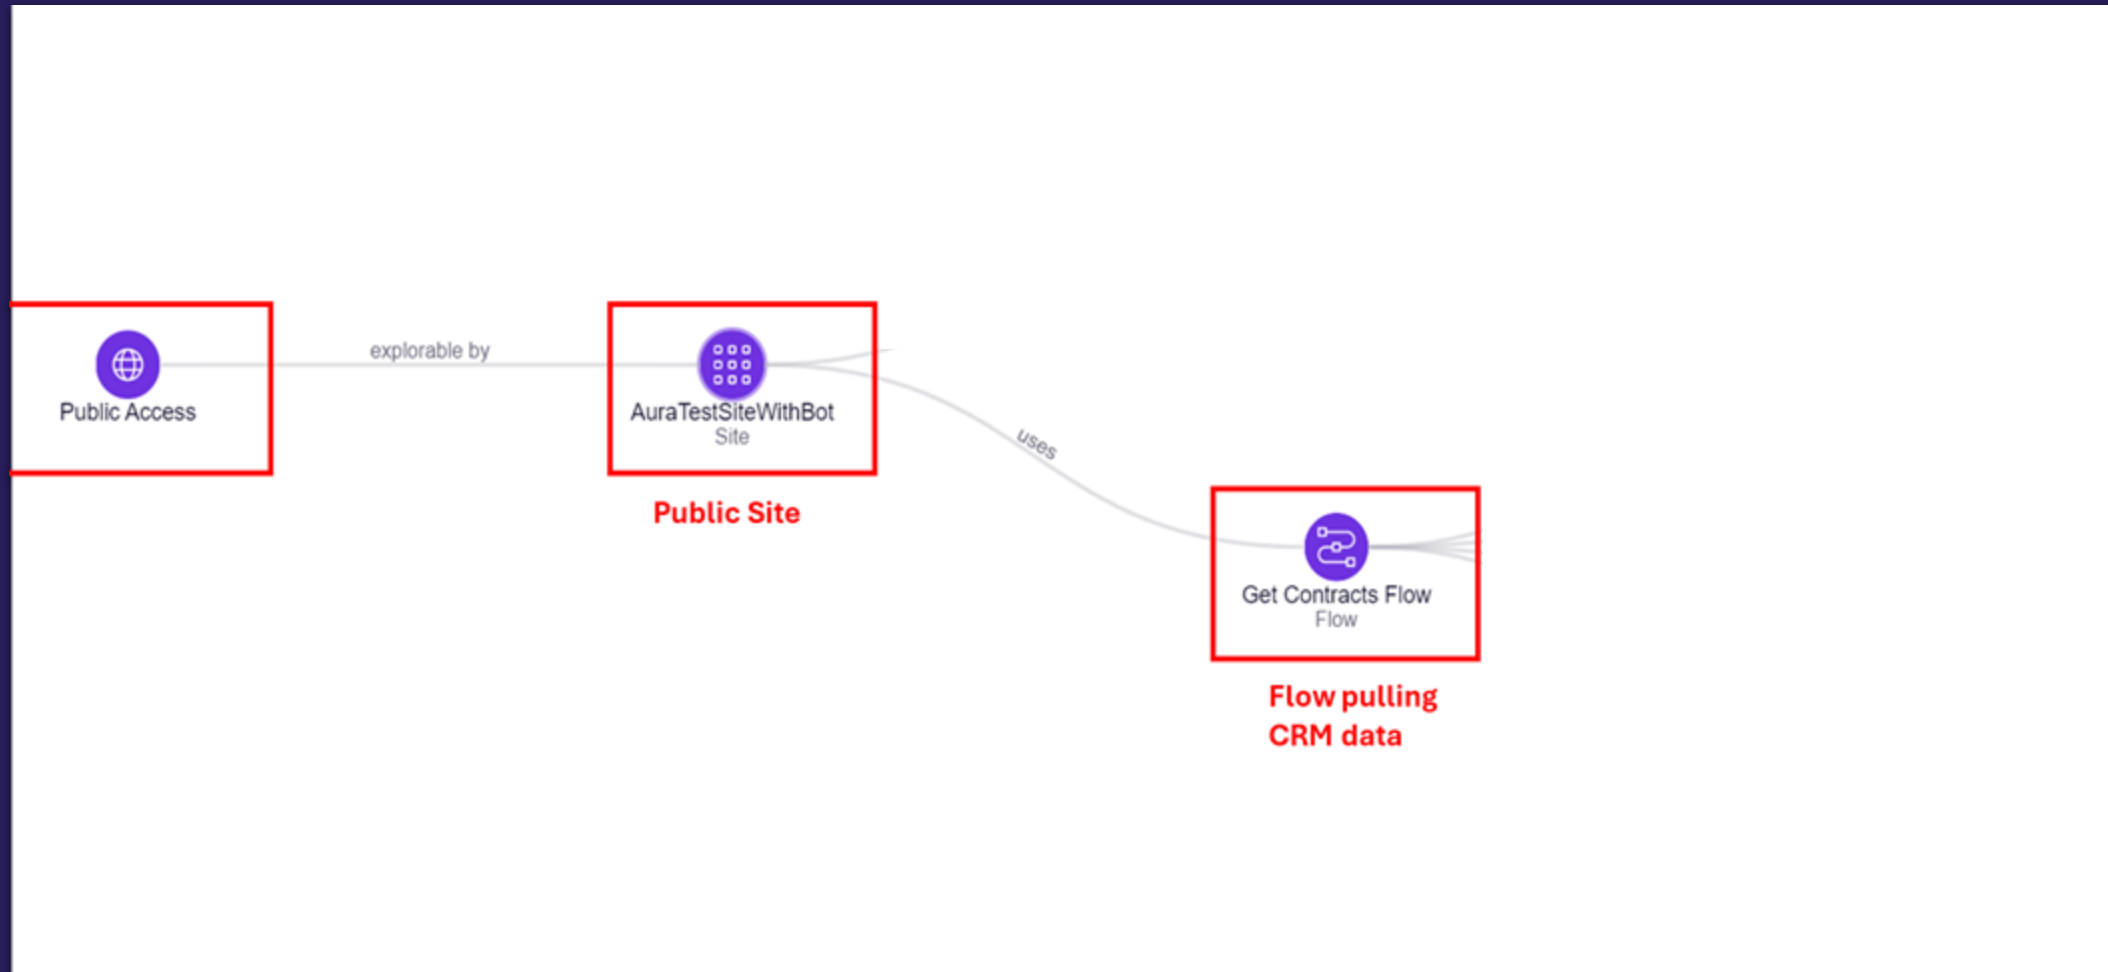 explorable by
Public Access
AuraTestSiteWithBot
Site
Public Site
uses
Get Contracts Flow
Flow
Flow pulling
CRM data